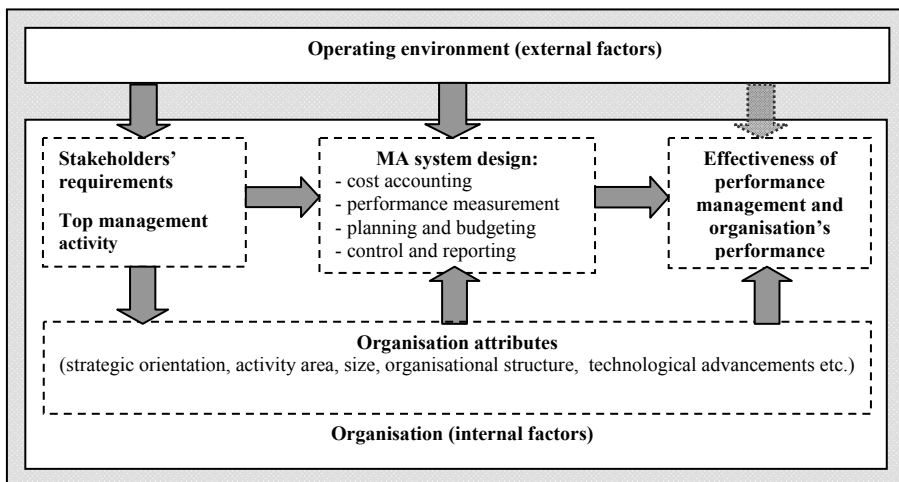 Operating environment (external factors)
Stakeholders’
requirements
Top management
activity
MA system design:
- cost accounting
- performance measurement
- planning and budgeting
- control and reporting
Effectiveness of
performance
management and
organisation’s
performance
Organisation attributes
(strategic orientation, activity area, size, organisational structure, technological advancements etc.)
Organisation (internal factors)